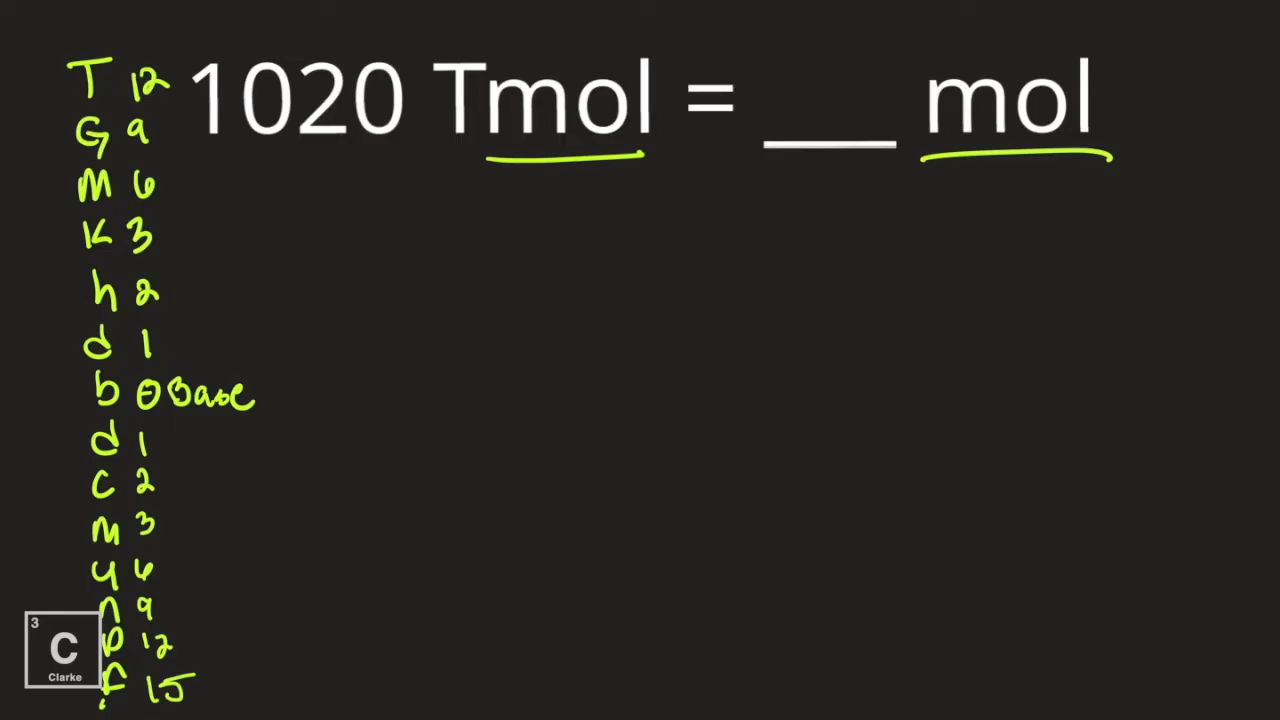 1020 Tmol = ___ mol
T 12
G 9
M 6
K 3
h 2
d 1
b 0 Base
d 1
c 2
m 3
μ 6
n 9
p 12
f 15
3
C
Clarke